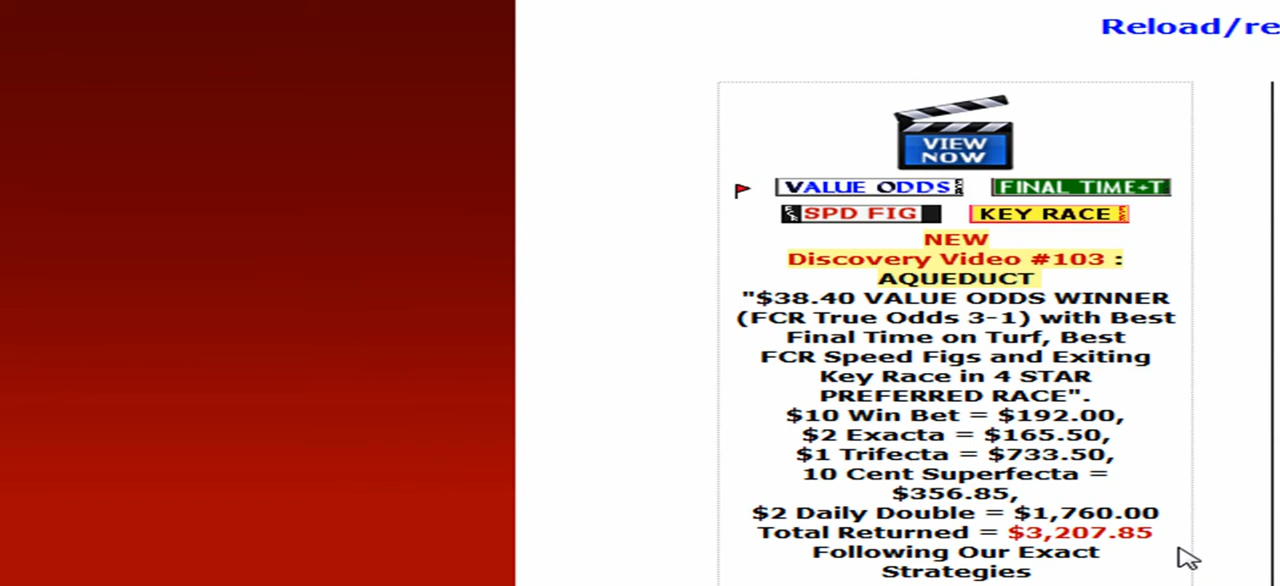 Reload/re
VIEW
NOW
VALUE ODDS FINAL TIME+T
SPD FIG KEY RACE
NEW
Discovery Video #103 :
AQUEDUCT
"$38.40 VALUE ODDS WINNER
(FCR True Odds 3-1) with Best
Final Time on Turf, Best
FCR Speed Figs and Exiting
Key Race in 4 STAR
PREFERRED RACE".
$10 Win Bet = $192.00,
$2 Exacta = $165.50,
$1 Trifecta = $733.50,
10 Cent Superfecta =
$356.85,
$2 Daily Double = $1,760.00
Total Returned = $3,207.85
Following Our Exact
Strategies